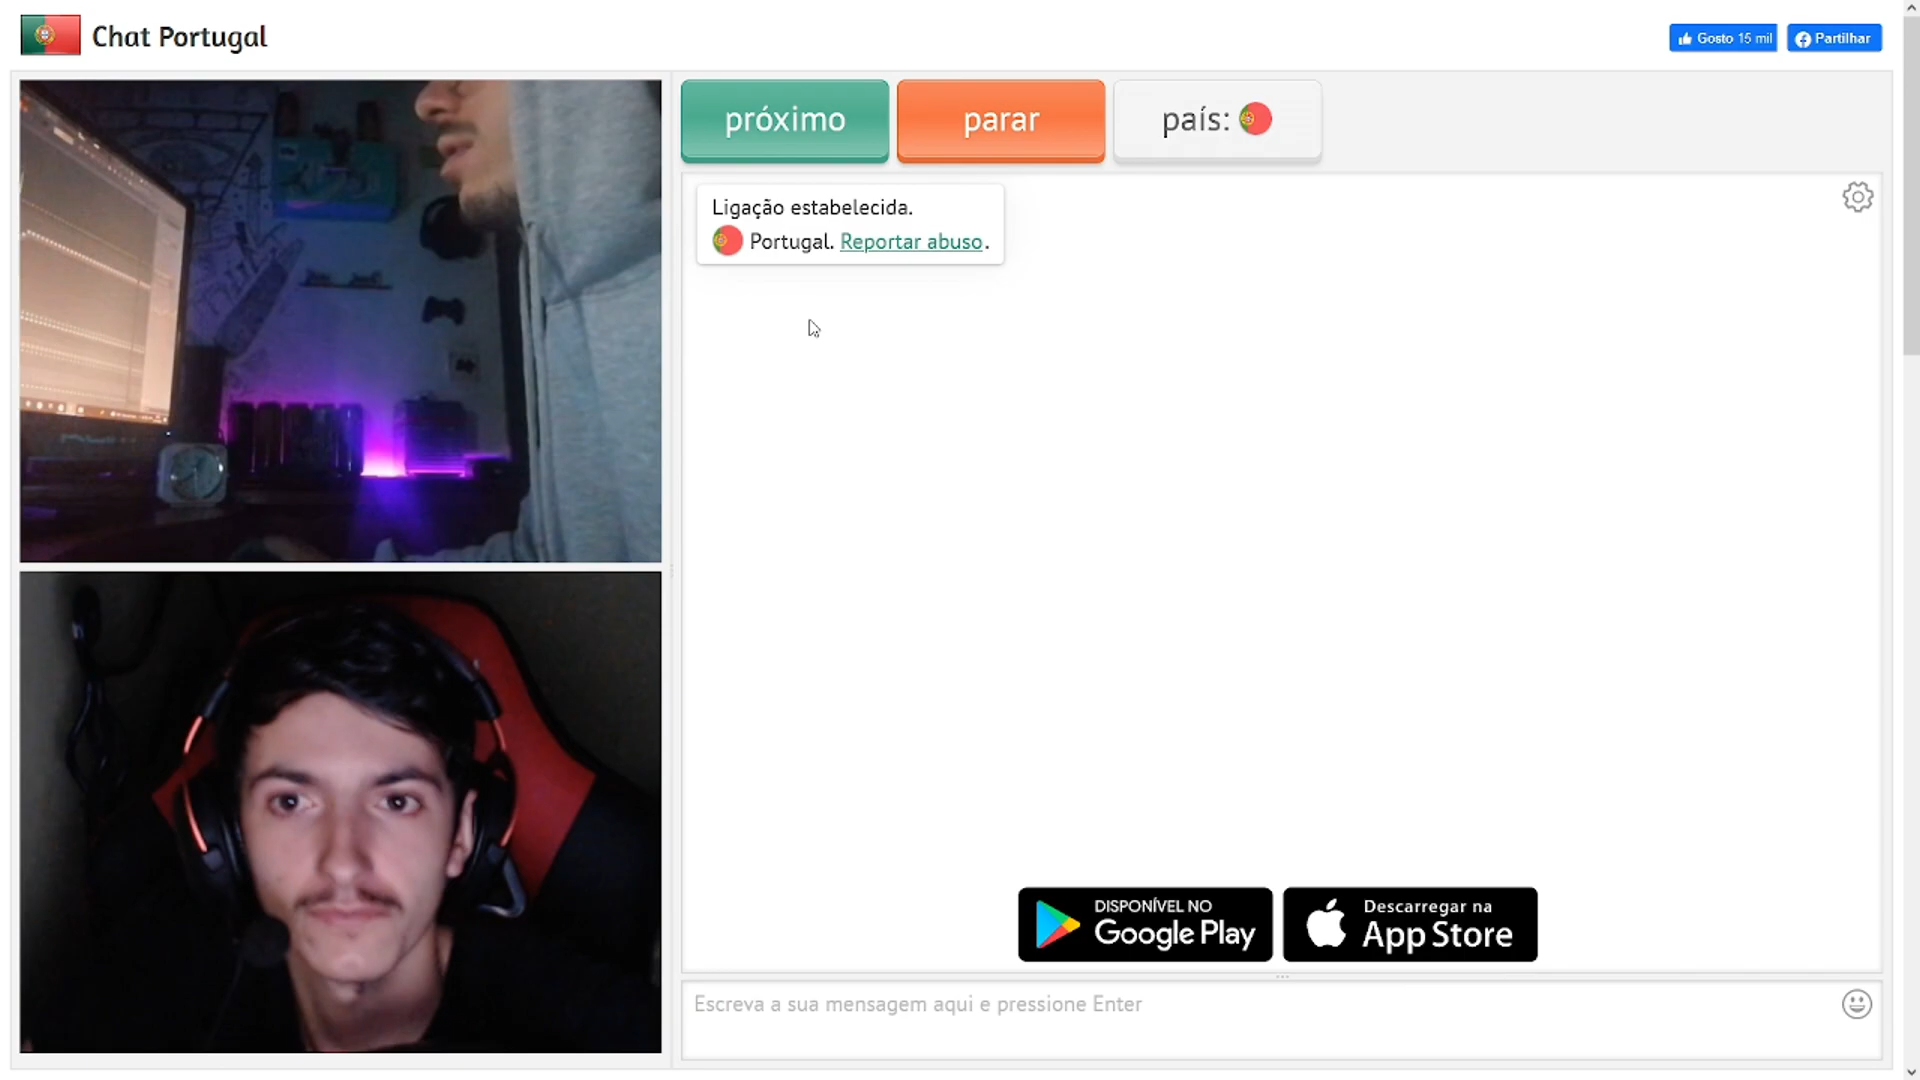 Chat Portugal
Gosto 15 mil
Partilhar
próximo
parar
país:
Ligação estabelecida.
Portugal. Reportar abuso.
DISPONÍVEL NO
Google Play
Descarregar na
App Store
Escreva a sua mensagem aqui e pressione Enter